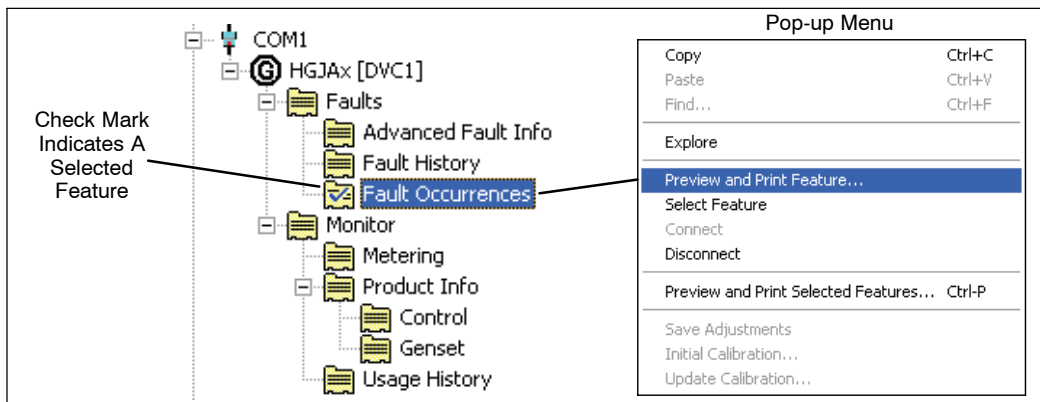 COM1
G HGJAx [DVC1]
Faults
Advanced Fault Info
Fault History
Fault Occurrences
Monitor
Metering
Product Info
Control
Genset
Usage History
Check Mark
Indicates A
Selected
Feature
Pop-up Menu
Copy Ctrl+C
Paste Ctrl+V
Find... Ctrl+F
Explore
Preview and Print Feature...
Select Feature
Connect
Disconnect
Preview and Print Selected Features... Ctrl-P
Save Adjustments
Initial Calibration...
Update Calibration...